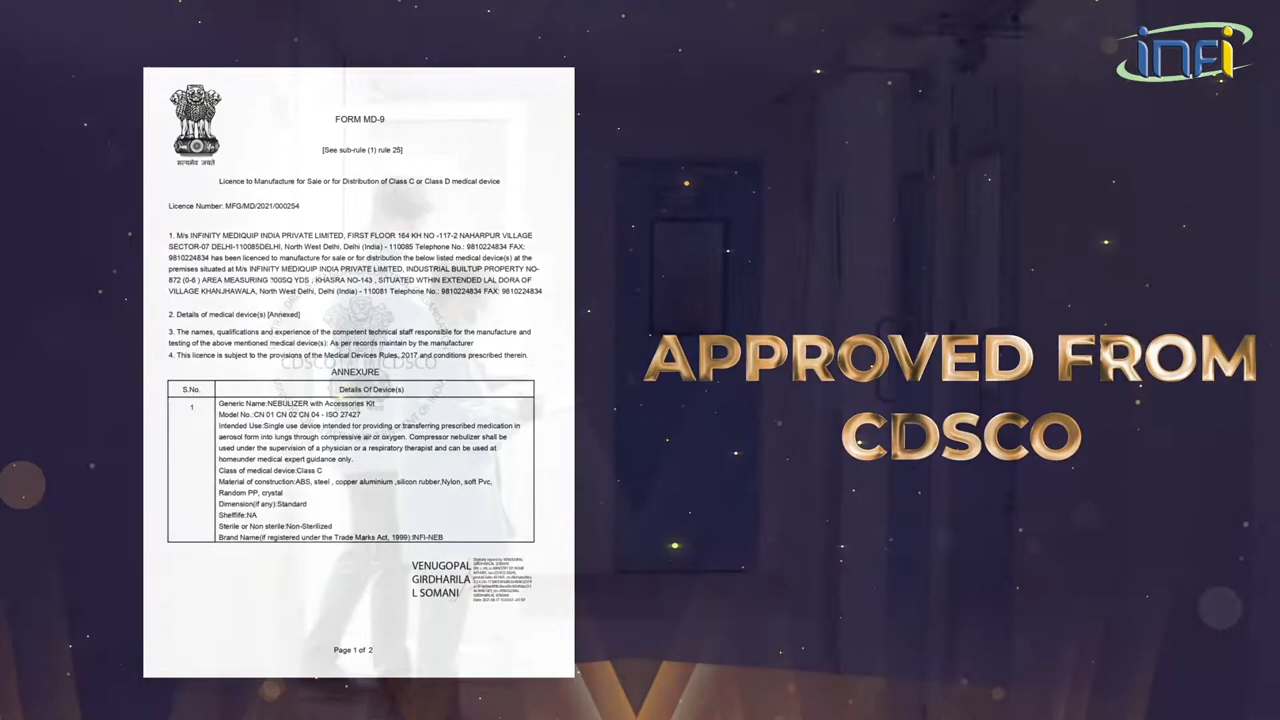 iNFi
सत्यमेव जयते
FORM MD-9
[See sub-rule (1) rule 25]
Licence to Manufacture for Sale or for Distribution of Class C or Class D medical device
Licence Number: MFG/MD/2021/000254
1. M/s INFINITY MEDIQUIP INDIA PRIVATE LIMITED, FIRST FLOOR 164 KH NO -117-2 NAHARPUR VILLAGE
SECTOR-07 DELHI-110085DELHI, North West Delhi, Delhi (India) - 110085 Telephone No.: 9810224834 FAX:
9810224834 has been licenced to manufacture for sale or for distribution the below listed medical device(s) at the
premises situated at M/s INFINITY MEDIQUIP INDIA PRIVATE LIMITED, INDUSTRIAL BUILTUP PROPERTY NO-
872 (0-6 ) AREA MEASURING SQ YDS , KHASRA NO-143 , SITUATED WTHIN EXTENDED LAL DORA OF
VILLAGE KHANJHAWALA, North West Delhi, Delhi (India) - 110081 Telephone No.: 9810224834 FAX: 9810224834
2. Details of medical device(s) [Annexed]
3. The names, qualifications and experience of the competent technical staff responsible for the manufacture and
testing of the above mentioned medical device(s): As per records maintain by the manufacturer
4. This licence is subject to the provisions of the Medical Devices Rules, 2017 and conditions prescribed therein.
CDSCO CDSCO
ANNEXURE
S.No. Details Of Device(s)
1 Generic Name:NEBULIZER with Accessories Kit
Model No.:CN 01 CN 02 CN 04 - ISO 27427
Intended Use:Single use device intended for providing or transferring prescribed medication in
aerosol form into lungs through compressive air or oxygen. Compressor nebulizer shall be
used under the supervision of a physician or a respiratory therapist and can be used at
homeunder medical expert guidance only.
Class of medical device:Class C
Material of construction:ABS, steel , copper aluminium ,silicon rubber,Nylon, soft Pvc,
Random PP, crystal
Dimension(if any):Standard
Shelflife:NA
Sterile or Non sterile:Non-Sterilized
Brand Name(if registered under the Trade Marks Act, 1999):INFI-NEB
VENUGOPAL
GIRDHARILA
L SOMANI
Page 1 of 2
APPROVED FROM
CDSCO